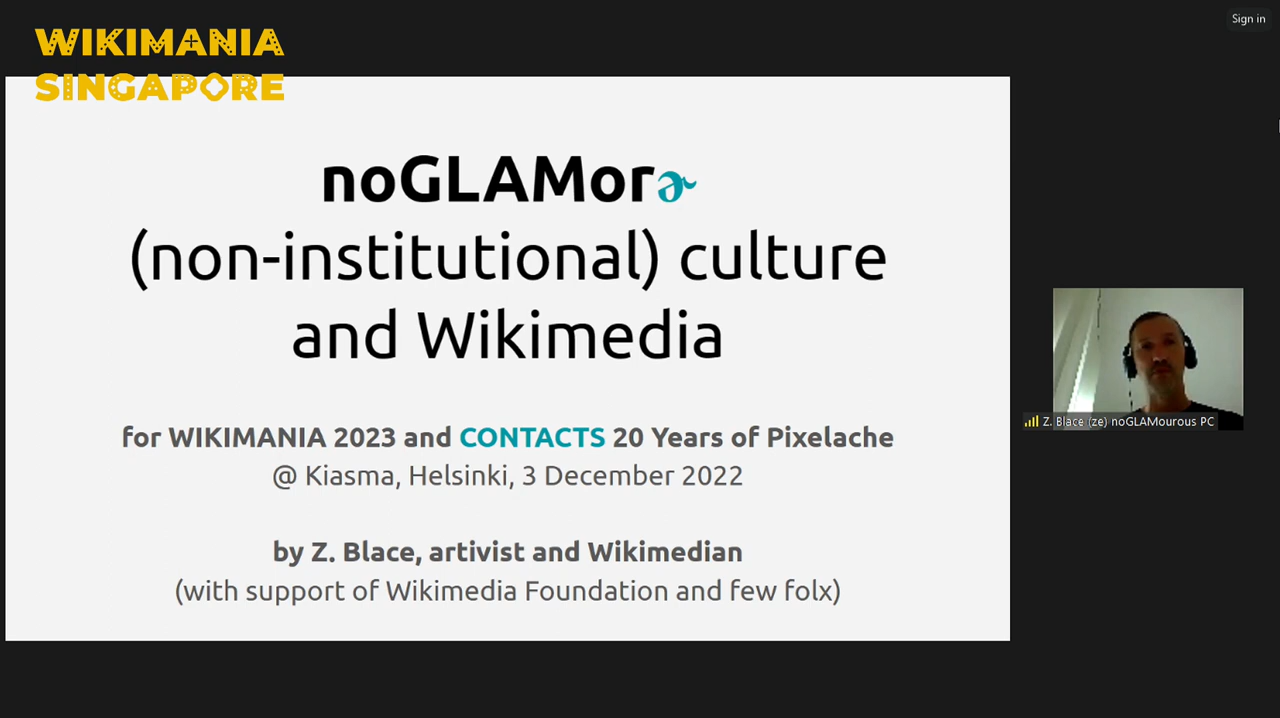 Sign in
WIKIMANIA
SINGAPORE
noGLAMorɚ
(non-institutional) culture
and Wikimedia
for WIKIMANIA 2023 and CONTACTS 20 Years of Pixelache
@ Kiasma, Helsinki, 3 December 2022
by Z. Blace, artivist and Wikimedian
(with support of Wikimedia Foundation and few folx)
Z. Blace (ze) noGLAMourous PC